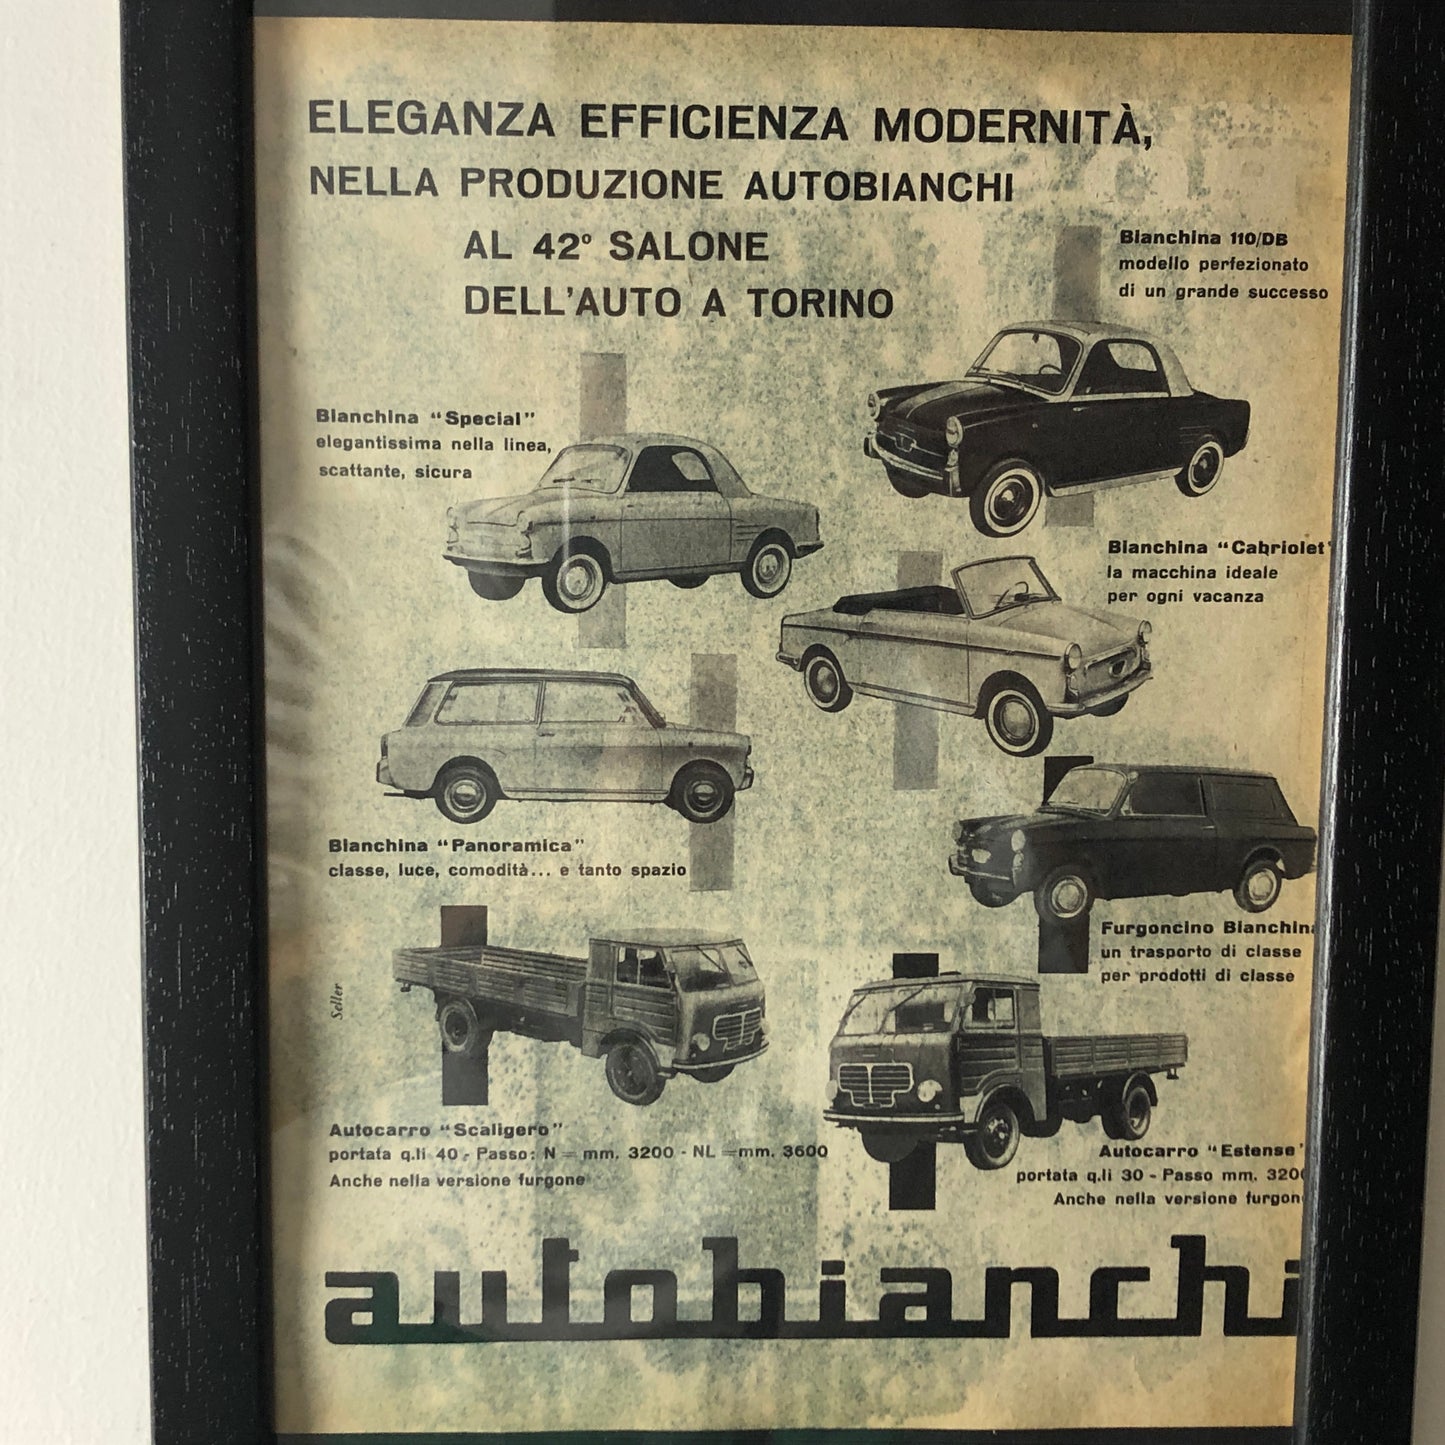 ELEGANZA EFFICIENZA MODERNITÀ,
NELLA PRODUZIONE AUTOBIANCHI
AL 42º SALONE
DELL'AUTO A TORINO
Bianchina 110/DB
modello perfezionato
di un grande successo
Bianchina "Special"
elegantissima nella linea,
scattante, sicura
Bianchina "Cabriolet"
la macchina ideale
per ogni vacanza
Bianchina "Panoramica"
classe, luce, comodità... e tanto spazio
Furgoncino Bianchina
un trasporto di classe
per prodotti di classe
Seller
Autocarro "Scaligero"
portata q.li 40 - Passo: N = mm. 3200 - NL = mm. 3600
Anche nella versione furgone
Autocarro "Estense"
portata q.li 30 - Passo mm. 3200
Anche nella versione furgon
autobianchi